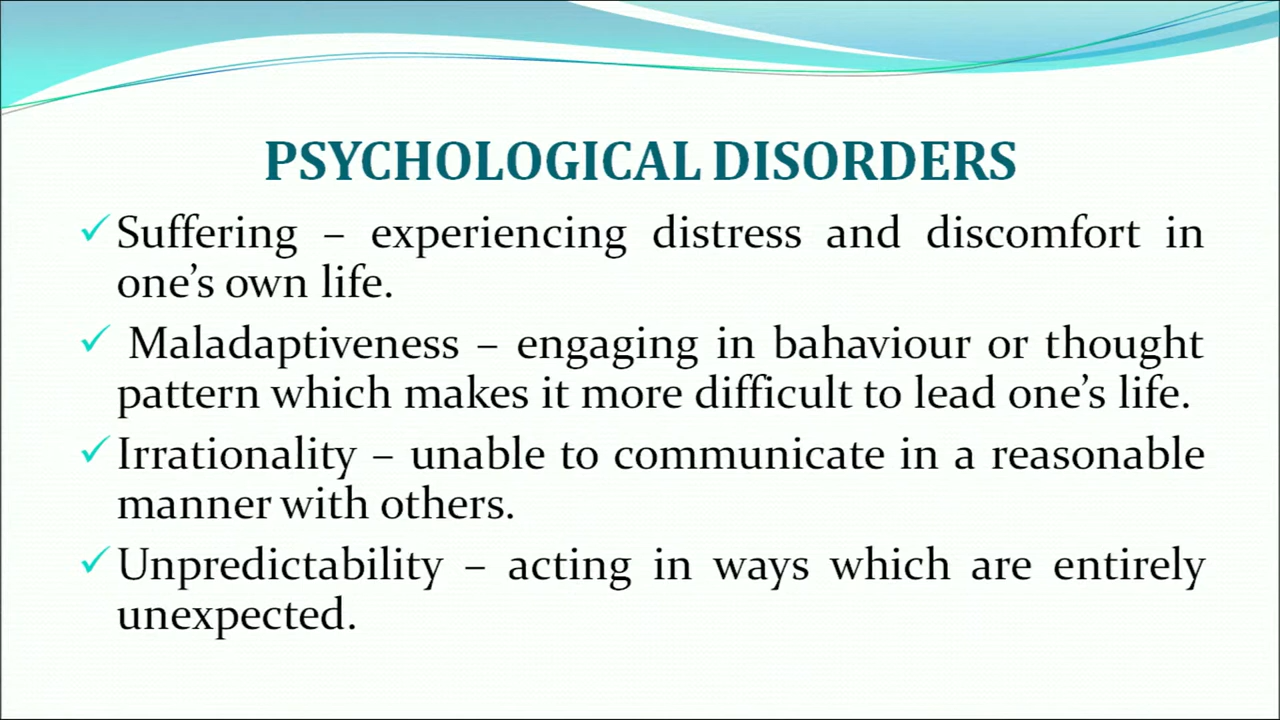 PSYCHOLOGICAL DISORDERS
✓Suffering – experiencing distress and discomfort in
one’s own life.
✓ Maladaptiveness – engaging in bahaviour or thought
pattern which makes it more difficult to lead one’s life.
✓Irrationality – unable to communicate in a reasonable
manner with others.
✓Unpredictability – acting in ways which are entirely
unexpected.